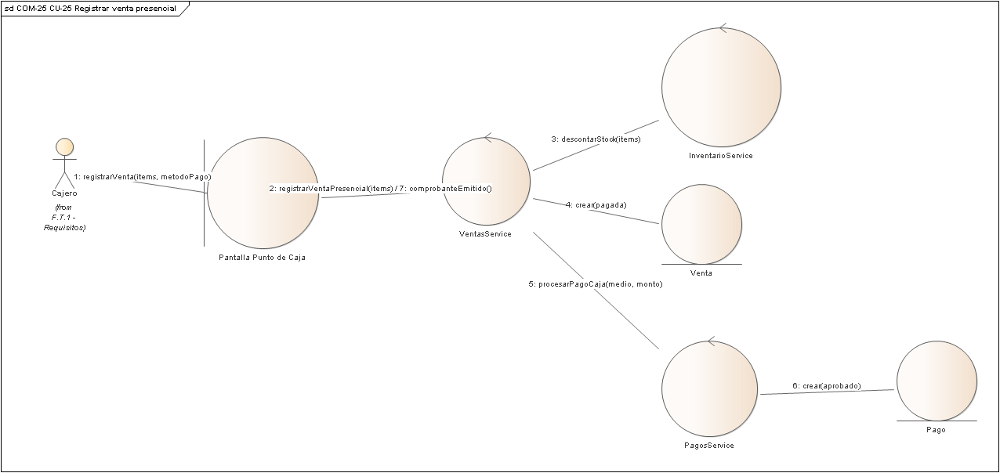 sd COM-25 CU-25 Registrar venta presencial
InventarioService
3: descontarStock(items)
1: registrarVenta(items, metodoPago)
Cajero
(from
F.T.1 -
Requisitos)
2: registrarVentaPresencial(items) / 7: comprobanteEmitido()
Pantalla Punto de Caja
VentasService
4: crear(pagada)
Venta
5: procesarPagoCaja(medio, monto)
6: crear(aprobado)
PagosService
Pago